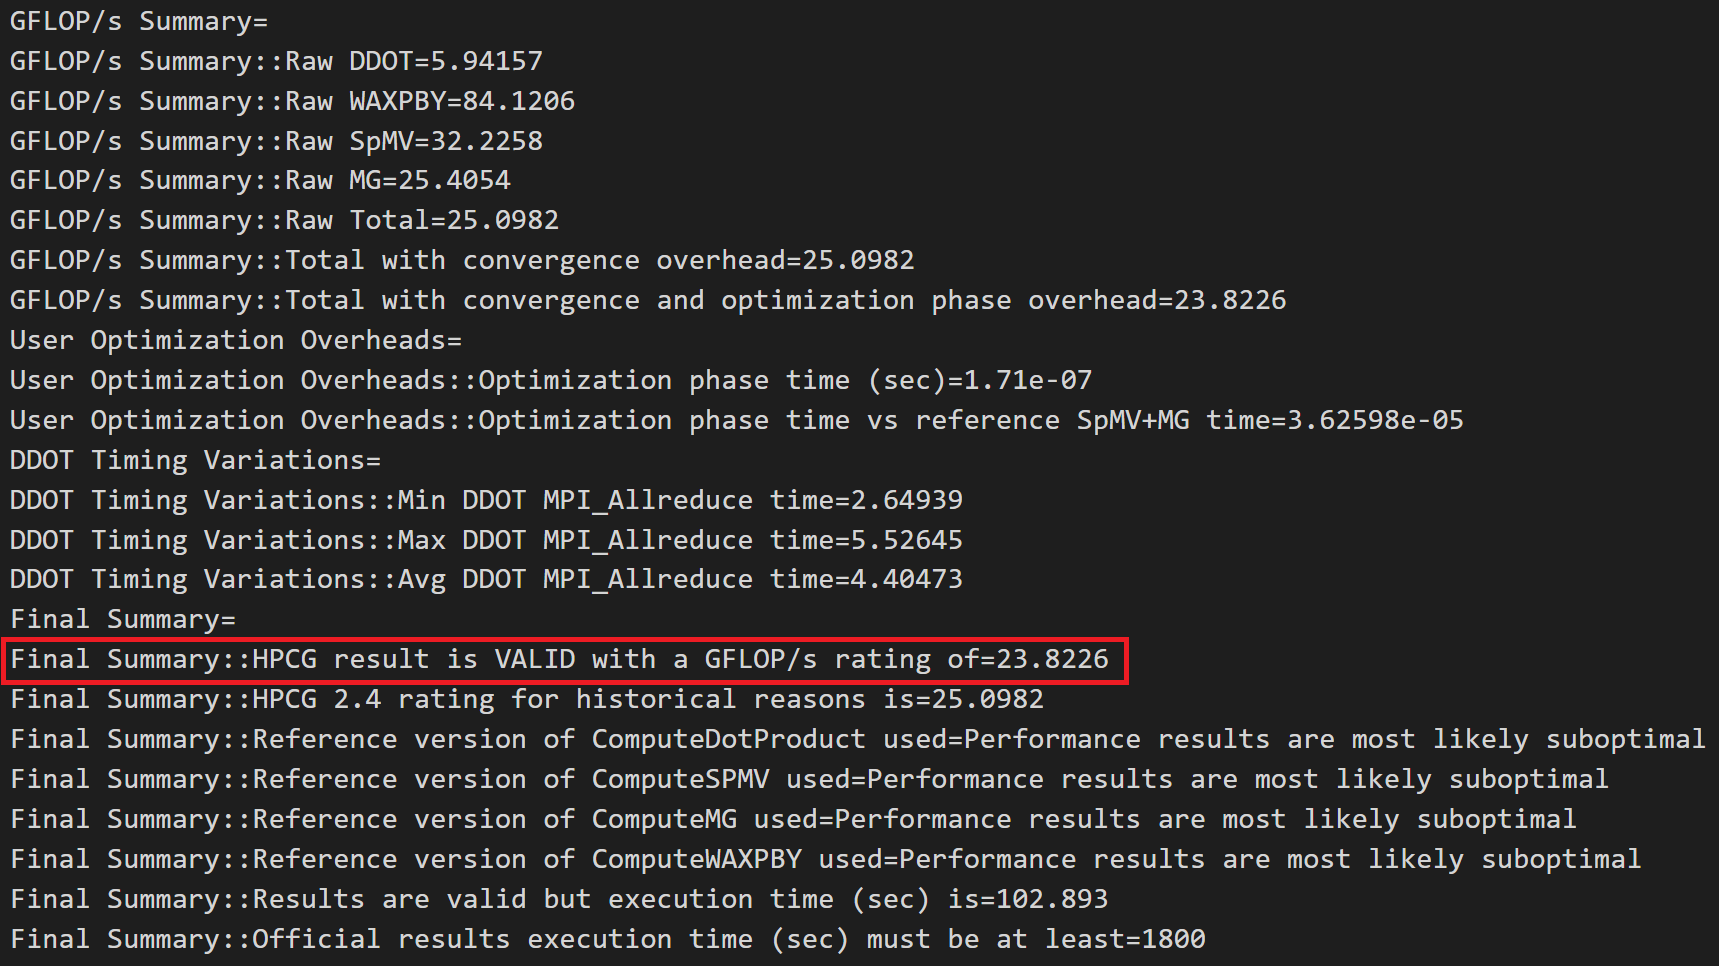 GFLOP/s Summary=
GFLOP/s Summary::Raw DDOT=5.94157
GFLOP/s Summary::Raw WAXPBY=84.1206
GFLOP/s Summary::Raw SpMV=32.2258
GFLOP/s Summary::Raw MG=25.4054
GFLOP/s Summary::Raw Total=25.0982
GFLOP/s Summary::Total with convergence overhead=25.0982
GFLOP/s Summary::Total with convergence and optimization phase overhead=23.8226
User Optimization Overheads=
User Optimization Overheads::Optimization phase time (sec)=1.71e-07
User Optimization Overheads::Optimization phase time vs reference SpMV+MG time=3.62598e-05
DDOT Timing Variations=
DDOT Timing Variations::Min DDOT MPI_Allreduce time=2.64939
DDOT Timing Variations::Max DDOT MPI_Allreduce time=5.52645
DDOT Timing Variations::Avg DDOT MPI_Allreduce time=4.40473
Final Summary=
Final Summary::HPCG result is VALID with a GFLOP/s rating of=23.8226
Final Summary::HPCG 2.4 rating for historical reasons is=25.0982
Final Summary::Reference version of ComputeDotProduct used=Performance results are most likely suboptimal
Final Summary::Reference version of ComputeSPMV used=Performance results are most likely suboptimal
Final Summary::Reference version of ComputeMG used=Performance results are most likely suboptimal
Final Summary::Reference version of ComputeWAXPBY used=Performance results are most likely suboptimal
Final Summary::Results are valid but execution time (sec) is=102.893
Final Summary::Official results execution time (sec) must be at least=1800